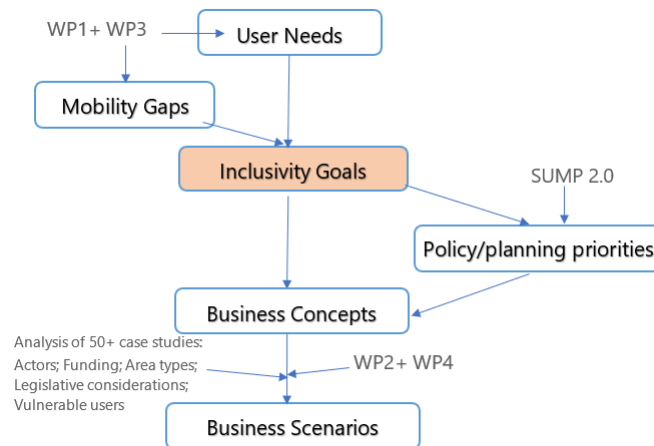 WP1+ WP3
User Needs
Mobility Gaps
Inclusivity Goals
SUMP 2.0
Policy/planning priorities
Business Concepts
Analysis of 50+ case studies:
Actors; Funding; Area types;
Legislative considerations;
Vulnerable users
WP2+ WP4
Business Scenarios